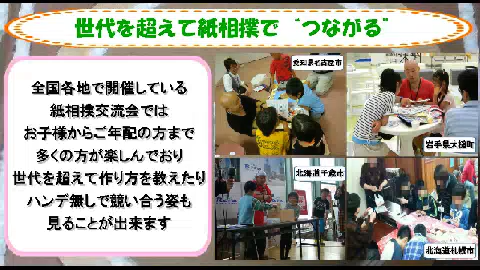 世代を超えて紙相撲で “つながる”
全国各地で開催している
紙相撲交流会では
お子様からご年配の方まで
多くの方が楽しんでおり
世代を超えて作り方を教えたり
ハンデ無しで競い合う姿も
見ることが出来ます
愛知県名古屋市
岩手県大槌町
北海道千歳市
北海道札幌市